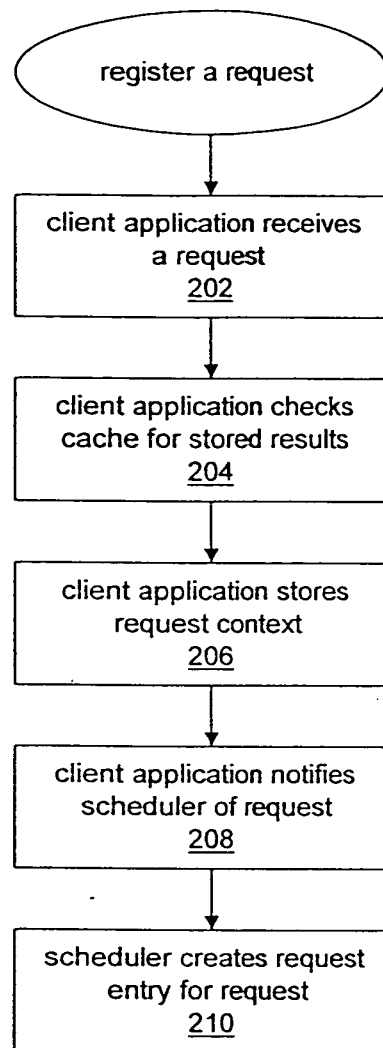 register a request
client application receives
a request
202
client application checks
cache for stored results
204
client application stores
request context
206
client application notifies
scheduler of request
208
scheduler creates request
entry for request
210